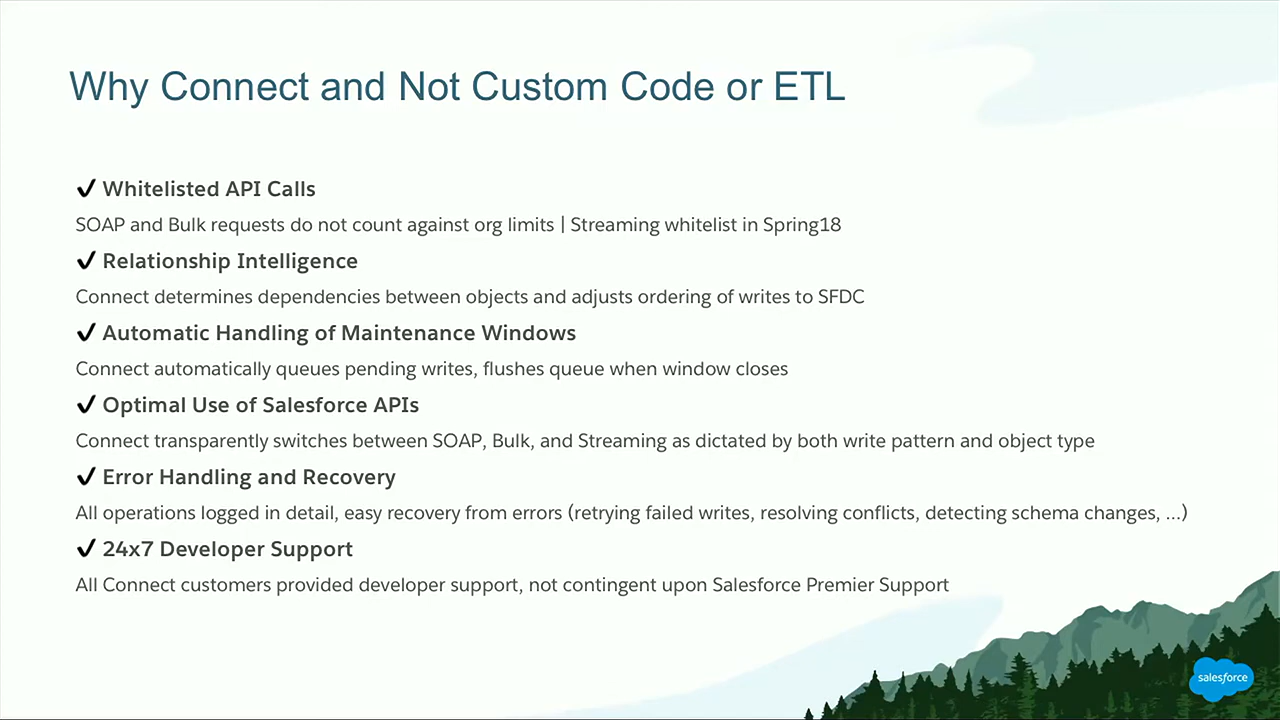 Why Connect and Not Custom Code or ETL
✔ Whitelisted API Calls
SOAP and Bulk requests do not count against org limits | Streaming whitelist in Spring18
✔ Relationship Intelligence
Connect determines dependencies between objects and adjusts ordering of writes to SFDC
✔ Automatic Handling of Maintenance Windows
Connect automatically queues pending writes, flushes queue when window closes
✔ Optimal Use of Salesforce APIs
Connect transparently switches between SOAP, Bulk, and Streaming as dictated by both write pattern and object type
✔ Error Handling and Recovery
All operations logged in detail, easy recovery from errors (retrying failed writes, resolving conflicts, detecting schema changes, ...)
✔ 24x7 Developer Support
All Connect customers provided developer support, not contingent upon Salesforce Premier Support
salesforce